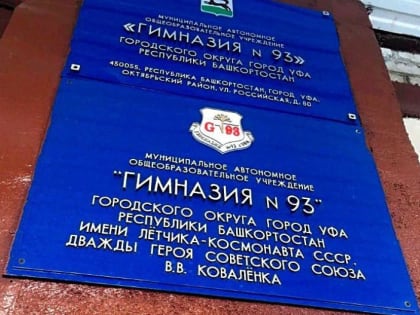 МУНИЦИПАЛЬНОЕ АВТОНОМНОЕ
ОБЩЕОБРАЗОВАТЕЛЬНОЕ УЧРЕЖДЕНИЕ
«ГИМНАЗИЯ N 93»
ГОРОДСКОГО ОКРУГА ГОРОД УФА
РЕСПУБЛИКИ БАШКОРТОСТАН
450055, РЕСПУБЛИКА БАШКОРТОСТАН, ГОРОД УФА,
ОКТЯБРЬСКИЙ РАЙОН, УЛ. РОССИЙСКАЯ, Д. 80
G 93
МУНИЦИПАЛЬНОЕ АВТОНОМНОЕ
ОБЩЕОБРАЗОВАТЕЛЬНОЕ УЧРЕЖДЕНИЕ
"ГИМНАЗИЯ N 93"
ГОРОДСКОГО ОКРУГА ГОРОД УФА
РЕСПУБЛИКИ БАШКОРТОСТАН
ИМЕНИ ЛЁТЧИКА-КОСМОНАВТА СССР,
ДВАЖДЫ ГЕРОЯ СОВЕТСКОГО СОЮЗА
В.В. КОВАЛЁНКА